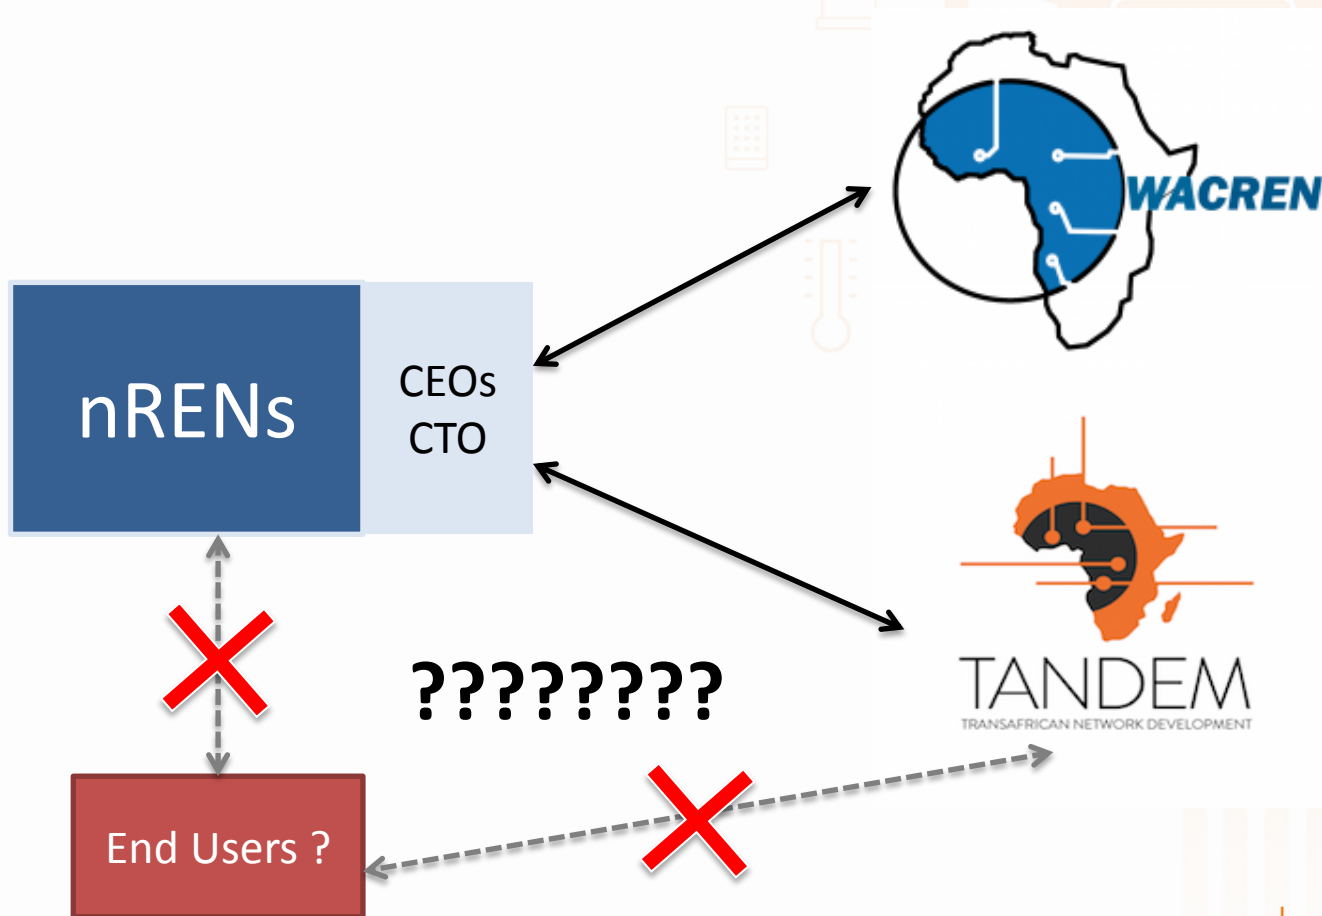 WACREN
nRENs
CEOs
CTO
????????
TANDEM
TRANSAFRICAN NETWORK DEVELOPMENT
End Users ?